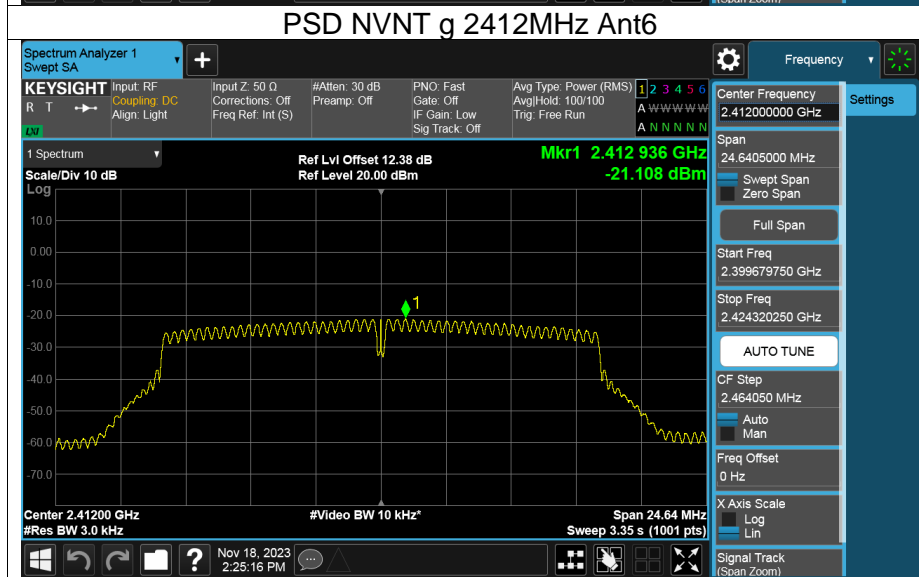 (Span Zoom)
PSD NVNT g 2412MHz Ant6
Spectrum Analyzer 1
Swept SA
+
Frequency
KEYSIGHT
R T
LXI
Input: RF
Coupling: DC
Align: Light
Input Z: 50 Ω
Corrections: Off
Freq Ref: Int (S)
#Atten: 30 dB
Preamp: Off
PNO: Fast
Gate: Off
IF Gain: Low
Sig Track: Off
Avg Type: Power (RMS)
Avg|Hold: 100/100
Trig: Free Run
1 2 3 4 5 6
A W W W W W
A N N N N N
Center Frequency
2.412000000 GHz
Settings
Span
24.6405000 MHz
Swept Span
Zero Span
Full Span
Start Freq
2.399679750 GHz
Stop Freq
2.424320250 GHz
AUTO TUNE
CF Step
2.464050 MHz
Auto
Man
Freq Offset
0 Hz
X Axis Scale
Log
Lin
Signal Track
(Span Zoom)
1 Spectrum
Scale/Div 10 dB
Log
Ref Lvl Offset 12.38 dB
Ref Level 20.00 dBm
Mkr1 2.412 936 GHz
-21.108 dBm
10.0
0.00
-10.0
-20.0
-30.0
-40.0
-50.0
-60.0
-70.0
1
Center 2.41200 GHz
#Res BW 3.0 kHz
#Video BW 10 kHz*
Span 24.64 MHz
Sweep 3.35 s (1001 pts)
?
Nov 18, 2023
2:25:16 PM